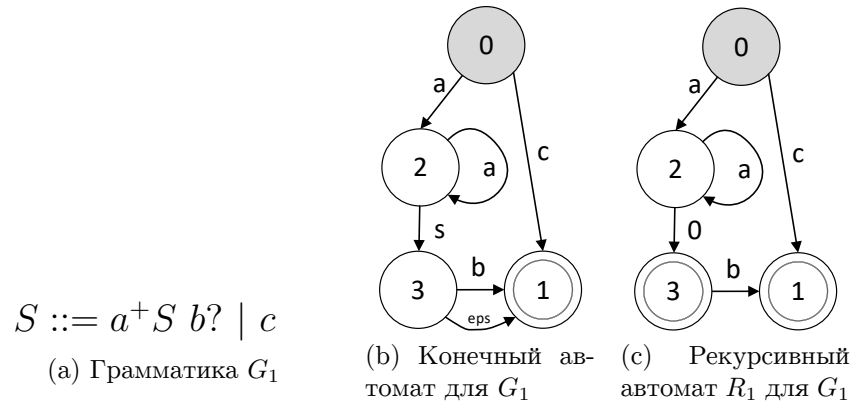 0
a
c
2
a
s
3
b
eps
1
0
a
c
2
a
0
3
b
1
S ::= a⁺S b? | c
(a) Грамматика G₁
(b) Конечный ав-
томат для G₁
(c) Рекурсивный
автомат R₁ для G₁